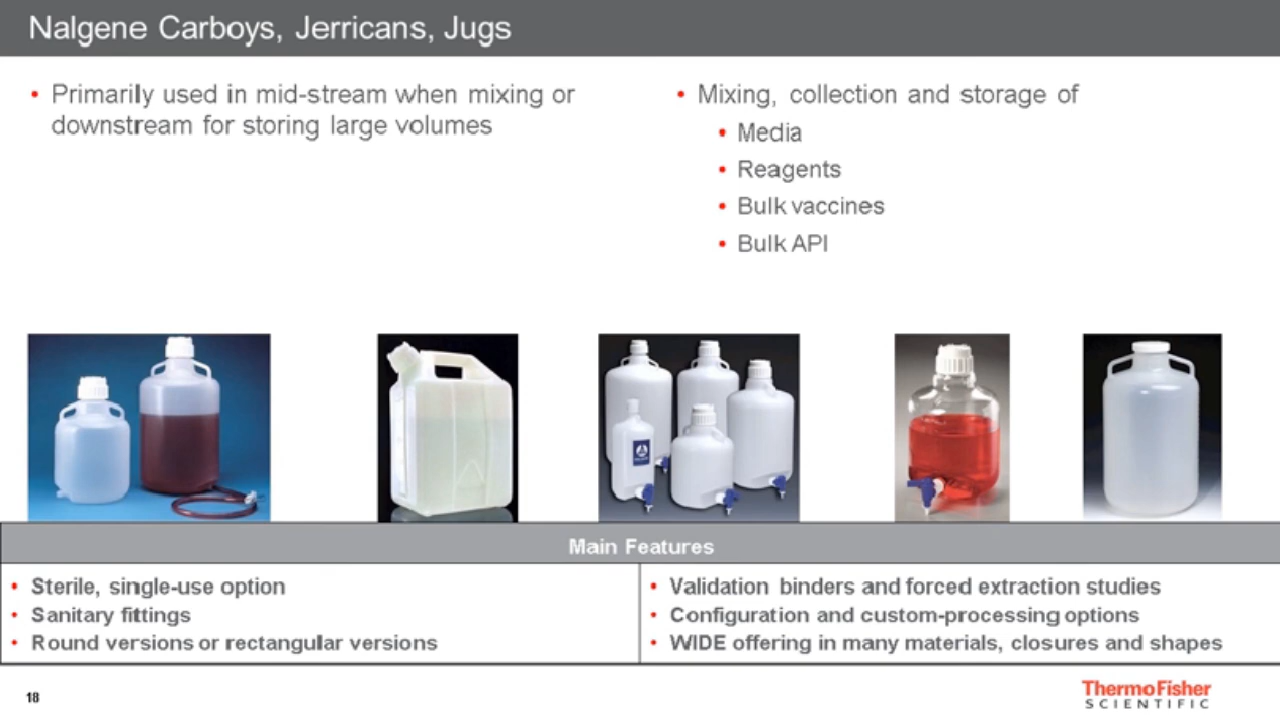 Nalgene Carboys, Jerricans, Jugs
• Primarily used in mid-stream when mixing or
downstream for storing large volumes
• Mixing, collection and storage of
• Media
• Reagents
• Bulk vaccines
• Bulk API
Main Features
• Sterile, single-use option
• Sanitary fittings
• Round versions or rectangular versions
• Validation binders and forced extraction studies
• Configuration and custom-processing options
• WIDE offering in many materials, closures and shapes
18
ThermoFisher
SCIENTIFIC